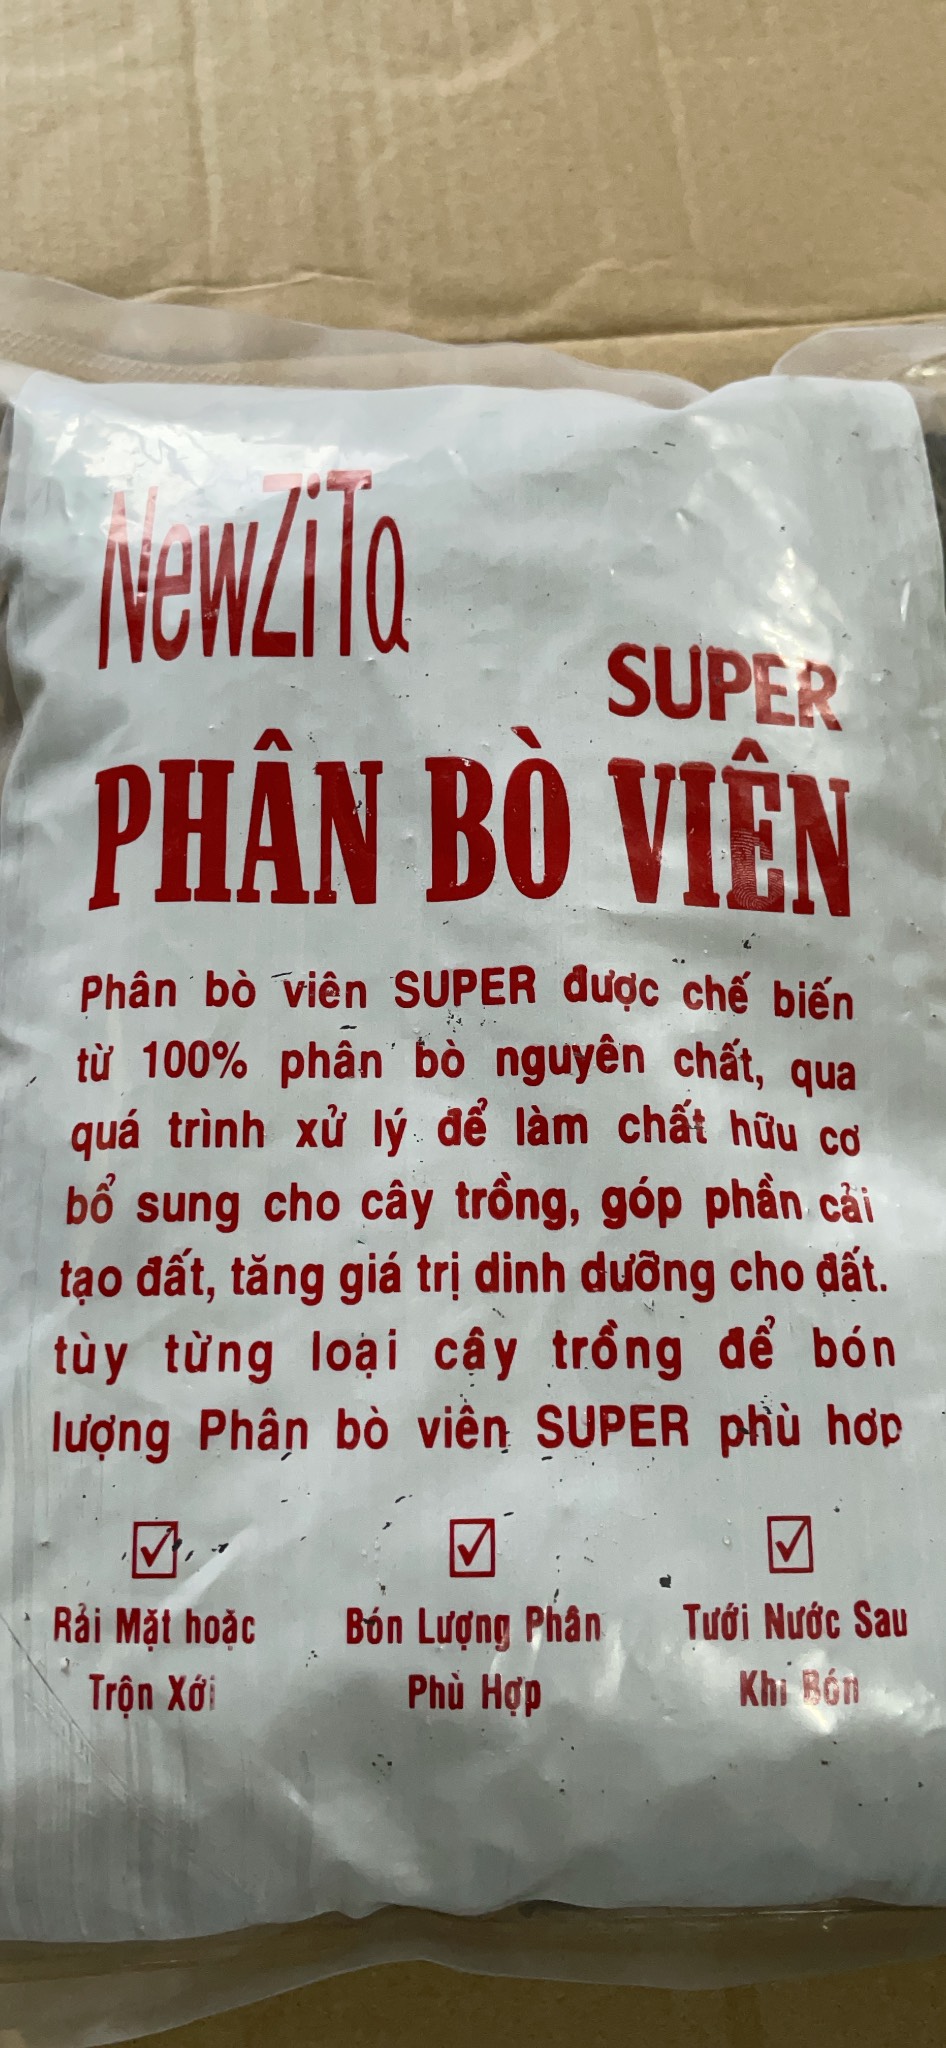 NewZiTa
SUPER
PHÂN BÒ VIÊN
Phân bò viên SUPER được chế biến
từ 100% phân bò nguyên chất, qua
quá trình xử lý để làm chất hữu cơ
bổ sung cho cây trồng, góp phần cải
tạo đất, tăng giá trị dinh dưỡng cho đất.
tùy từng loại cây trồng để bón
lượng Phân bò viên SUPER phù hơp
Rải Mặt hoặc
Trộn Xới
Bón Lượng Phân
Phù Hợp
Tưới Nước Sau
Khi Bón